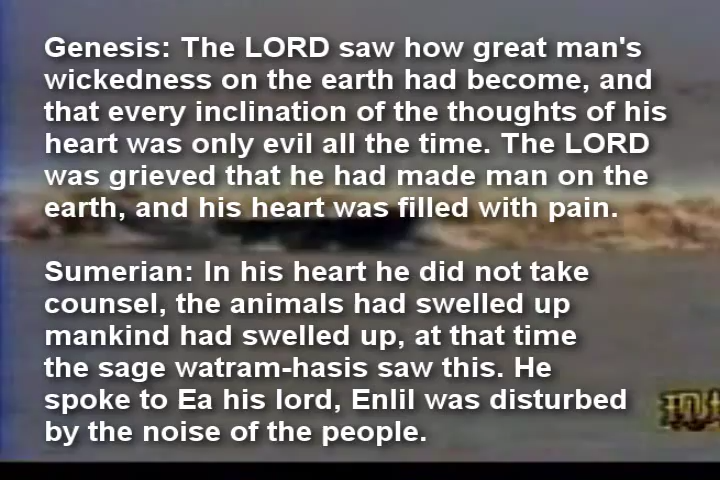 Genesis: The LORD saw how great man's
wickedness on the earth had become, and
that every inclination of the thoughts of his
heart was only evil all the time. The LORD
was grieved that he had made man on the
earth, and his heart was filled with pain.
Sumerian: In his heart he did not take
counsel, the animals had swelled up
mankind had swelled up, at that time
the sage watram-hasis saw this. He
spoke to Ea his lord, Enlil was disturbed
by the noise of the people.
现